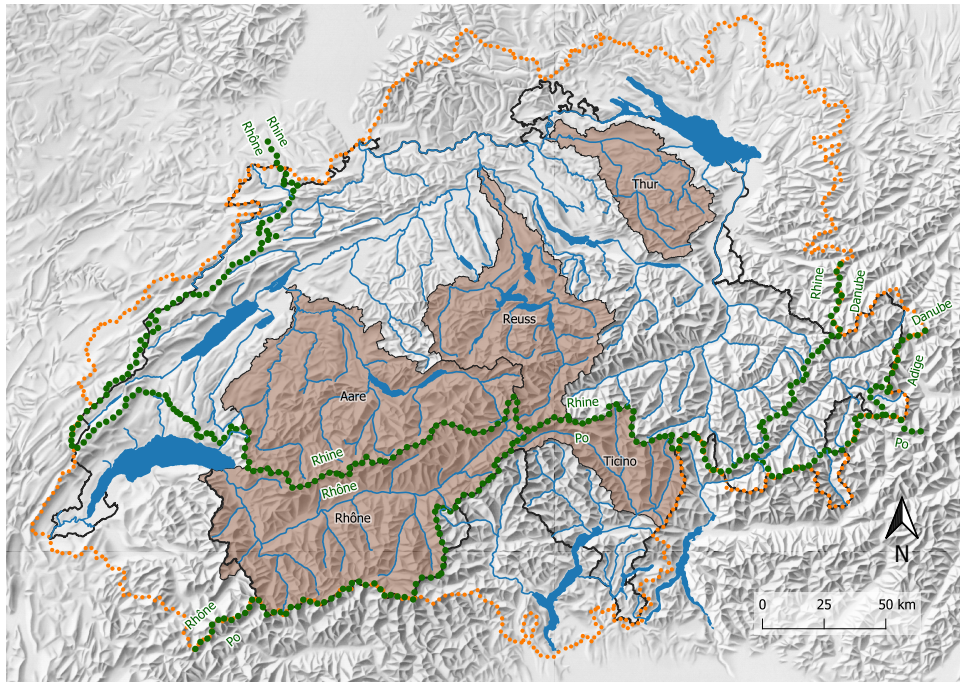 Rhine
Rhône
Thur
Rhine
Danube
Danube
Reuss
Adige
Aare
Rhine
Po
Po
Rhine
Ticino
Rhône
Rhône
N
0 25 50 km
Rhône
Po